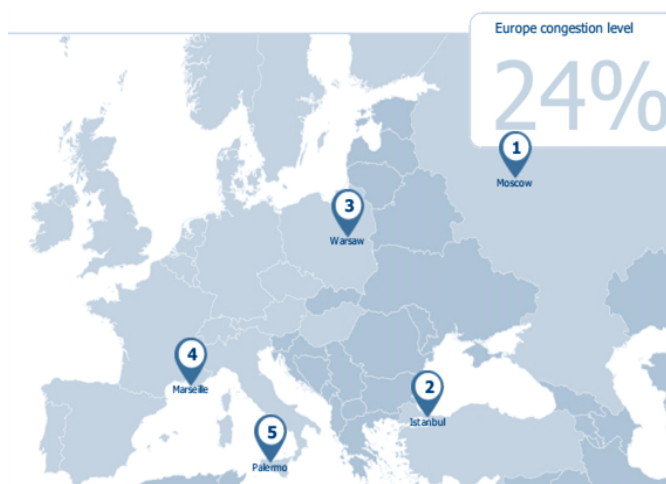 Europe congestion level
24%
1
Moscow
3
Warsaw
4
Marseille
2
Istanbul
5
Palermo